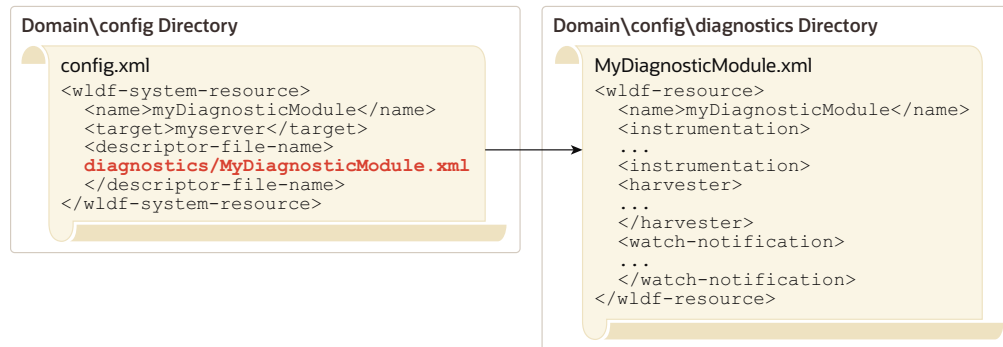 Domain\config Directory
config.xml
<wldf-system-resource>
<name>myDiagnosticModule</name>
<target>myserver</target>
<descriptor-file-name>
diagnostics/MyDiagnosticModule.xml
</descriptor-file-name>
</wldf-system-resource>
Domain\config\diagnostics Directory
MyDiagnosticModule.xml
<wldf-resource>
<name>myDiagnosticModule</name>
<instrumentation>
...
<instrumentation>
<harvester>
...
</harvester>
<watch-notification>
...
</watch-notification>
</wldf-resource>